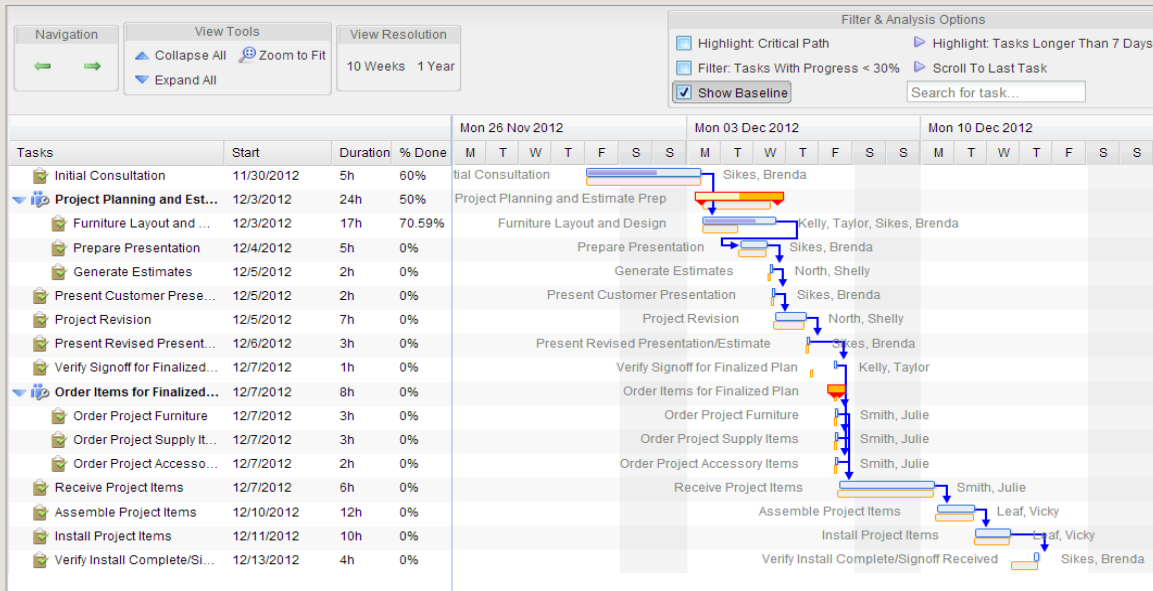 Navigation
View Tools
Collapse All Zoom to Fit
Expand All
View Resolution
10 Weeks 1 Year
Filter & Analysis Options
Highlight: Critical Path Highlight: Tasks Longer Than 7 Days
Filter: Tasks With Progress < 30% Scroll To Last Task
Show Baseline Search for task...
Mon 26 Nov 2012 Mon 03 Dec 2012 Mon 10 Dec 2012
Tasks Start Duration % Done M T W T F S S M T W T F S S M T W T F S S
Initial Consultation 11/30/2012 5h 60% tial Consultation Sikes, Brenda
Project Planning and Est... 12/3/2012 24h 50% Project Planning and Estimate Prep
Furniture Layout and ... 12/3/2012 17h 70.59% Furniture Layout and Design Kelly, Taylor, Sikes, Brenda
Prepare Presentation 12/4/2012 5h 0% Prepare Presentation Sikes, Brenda
Generate Estimates 12/5/2012 2h 0% Generate Estimates North, Shelly
Present Customer Prese... 12/5/2012 2h 0% Present Customer Presentation Sikes, Brenda
Project Revision 12/5/2012 7h 0% Project Revision North, Shelly
Present Revised Present... 12/6/2012 3h 0% Present Revised Presentation/Estimate Sikes, Brenda
Verify Signoff for Finalized... 12/7/2012 1h 0% Verify Signoff for Finalized Plan Kelly, Taylor
Order Items for Finalized... 12/7/2012 8h 0% Order Items for Finalized Plan
Order Project Furniture 12/7/2012 3h 0% Order Project Furniture Smith, Julie
Order Project Supply It... 12/7/2012 3h 0% Order Project Supply Items Smith, Julie
Order Project Accesso... 12/7/2012 2h 0% Order Project Accessory Items Smith, Julie
Receive Project Items 12/7/2012 6h 0% Receive Project Items Smith, Julie
Assemble Project Items 12/10/2012 12h 0% Assemble Project Items Leaf, Vicky
Install Project Items 12/11/2012 10h 0% Install Project Items Leaf, Vicky
Verify Install Complete/Si... 12/13/2012 4h 0% Verify Install Complete/Signoff Received Sikes, Brenda